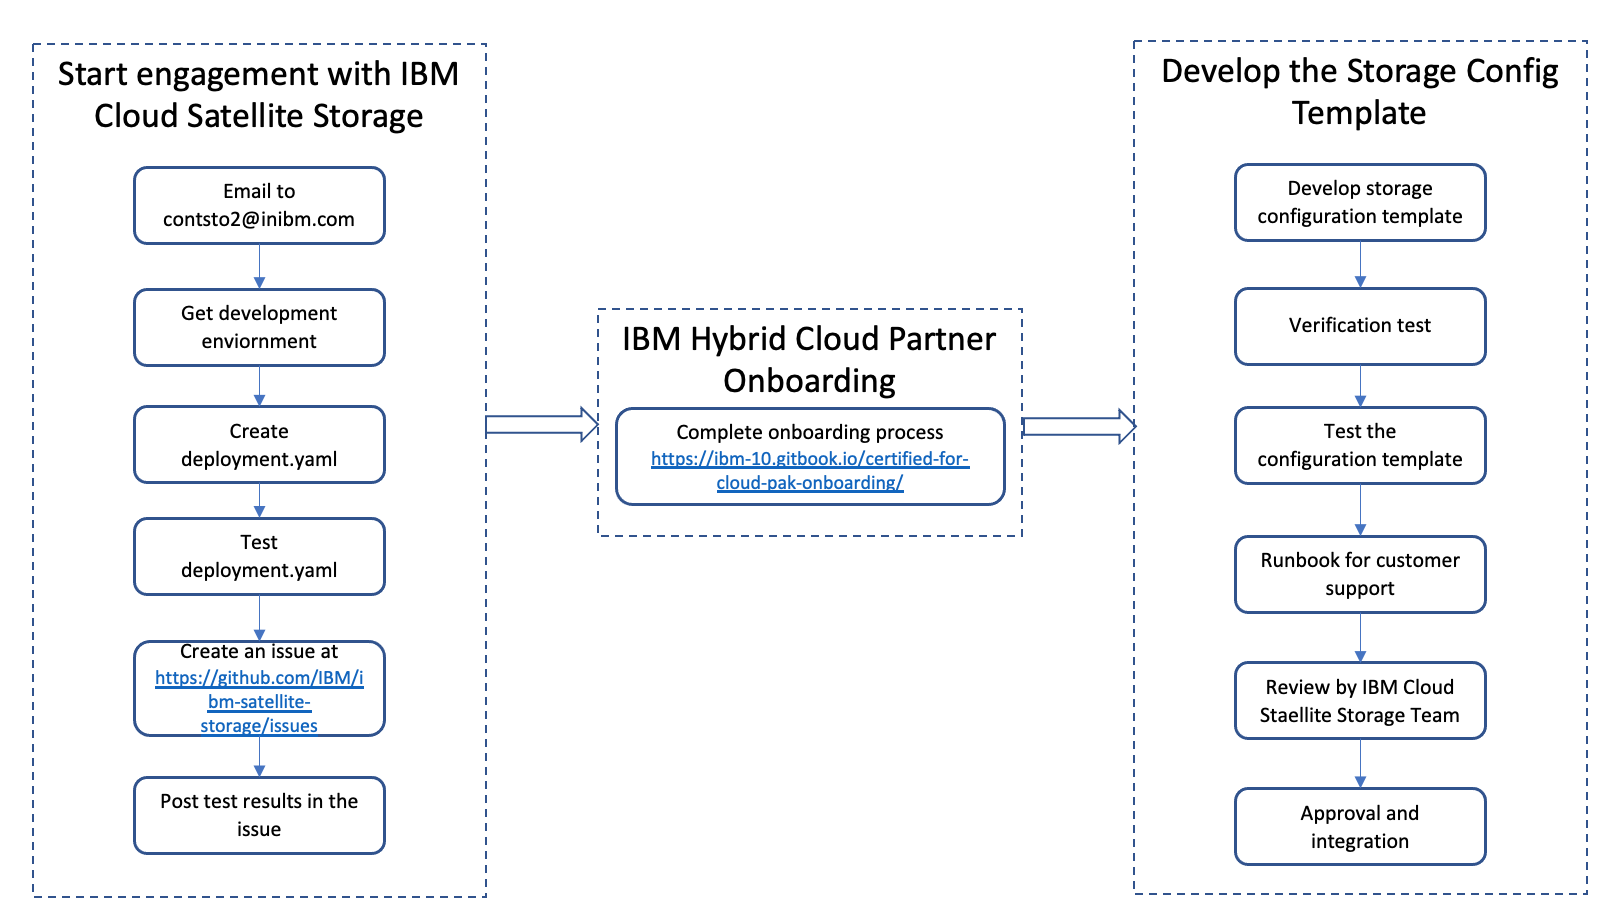 Start engagement with IBM
Cloud Satellite Storage
Email to
contsto2@inibm.com
Get development
enviornment
Create
deployment.yaml
Test
deployment.yaml
Create an issue at
https://github.com/IBM/i
bm-satellite-
storage/issues
Post test results in the
issue
IBM Hybrid Cloud Partner
Onboarding
Complete onboarding process
https://ibm-10.gitbook.io/certified-for-
cloud-pak-onboarding/
Develop the Storage Config
Template
Develop storage
configuration template
Verification test
Test the
configuration template
Runbook for customer
support
Review by IBM Cloud
Staellite Storage Team
Approval and
integration